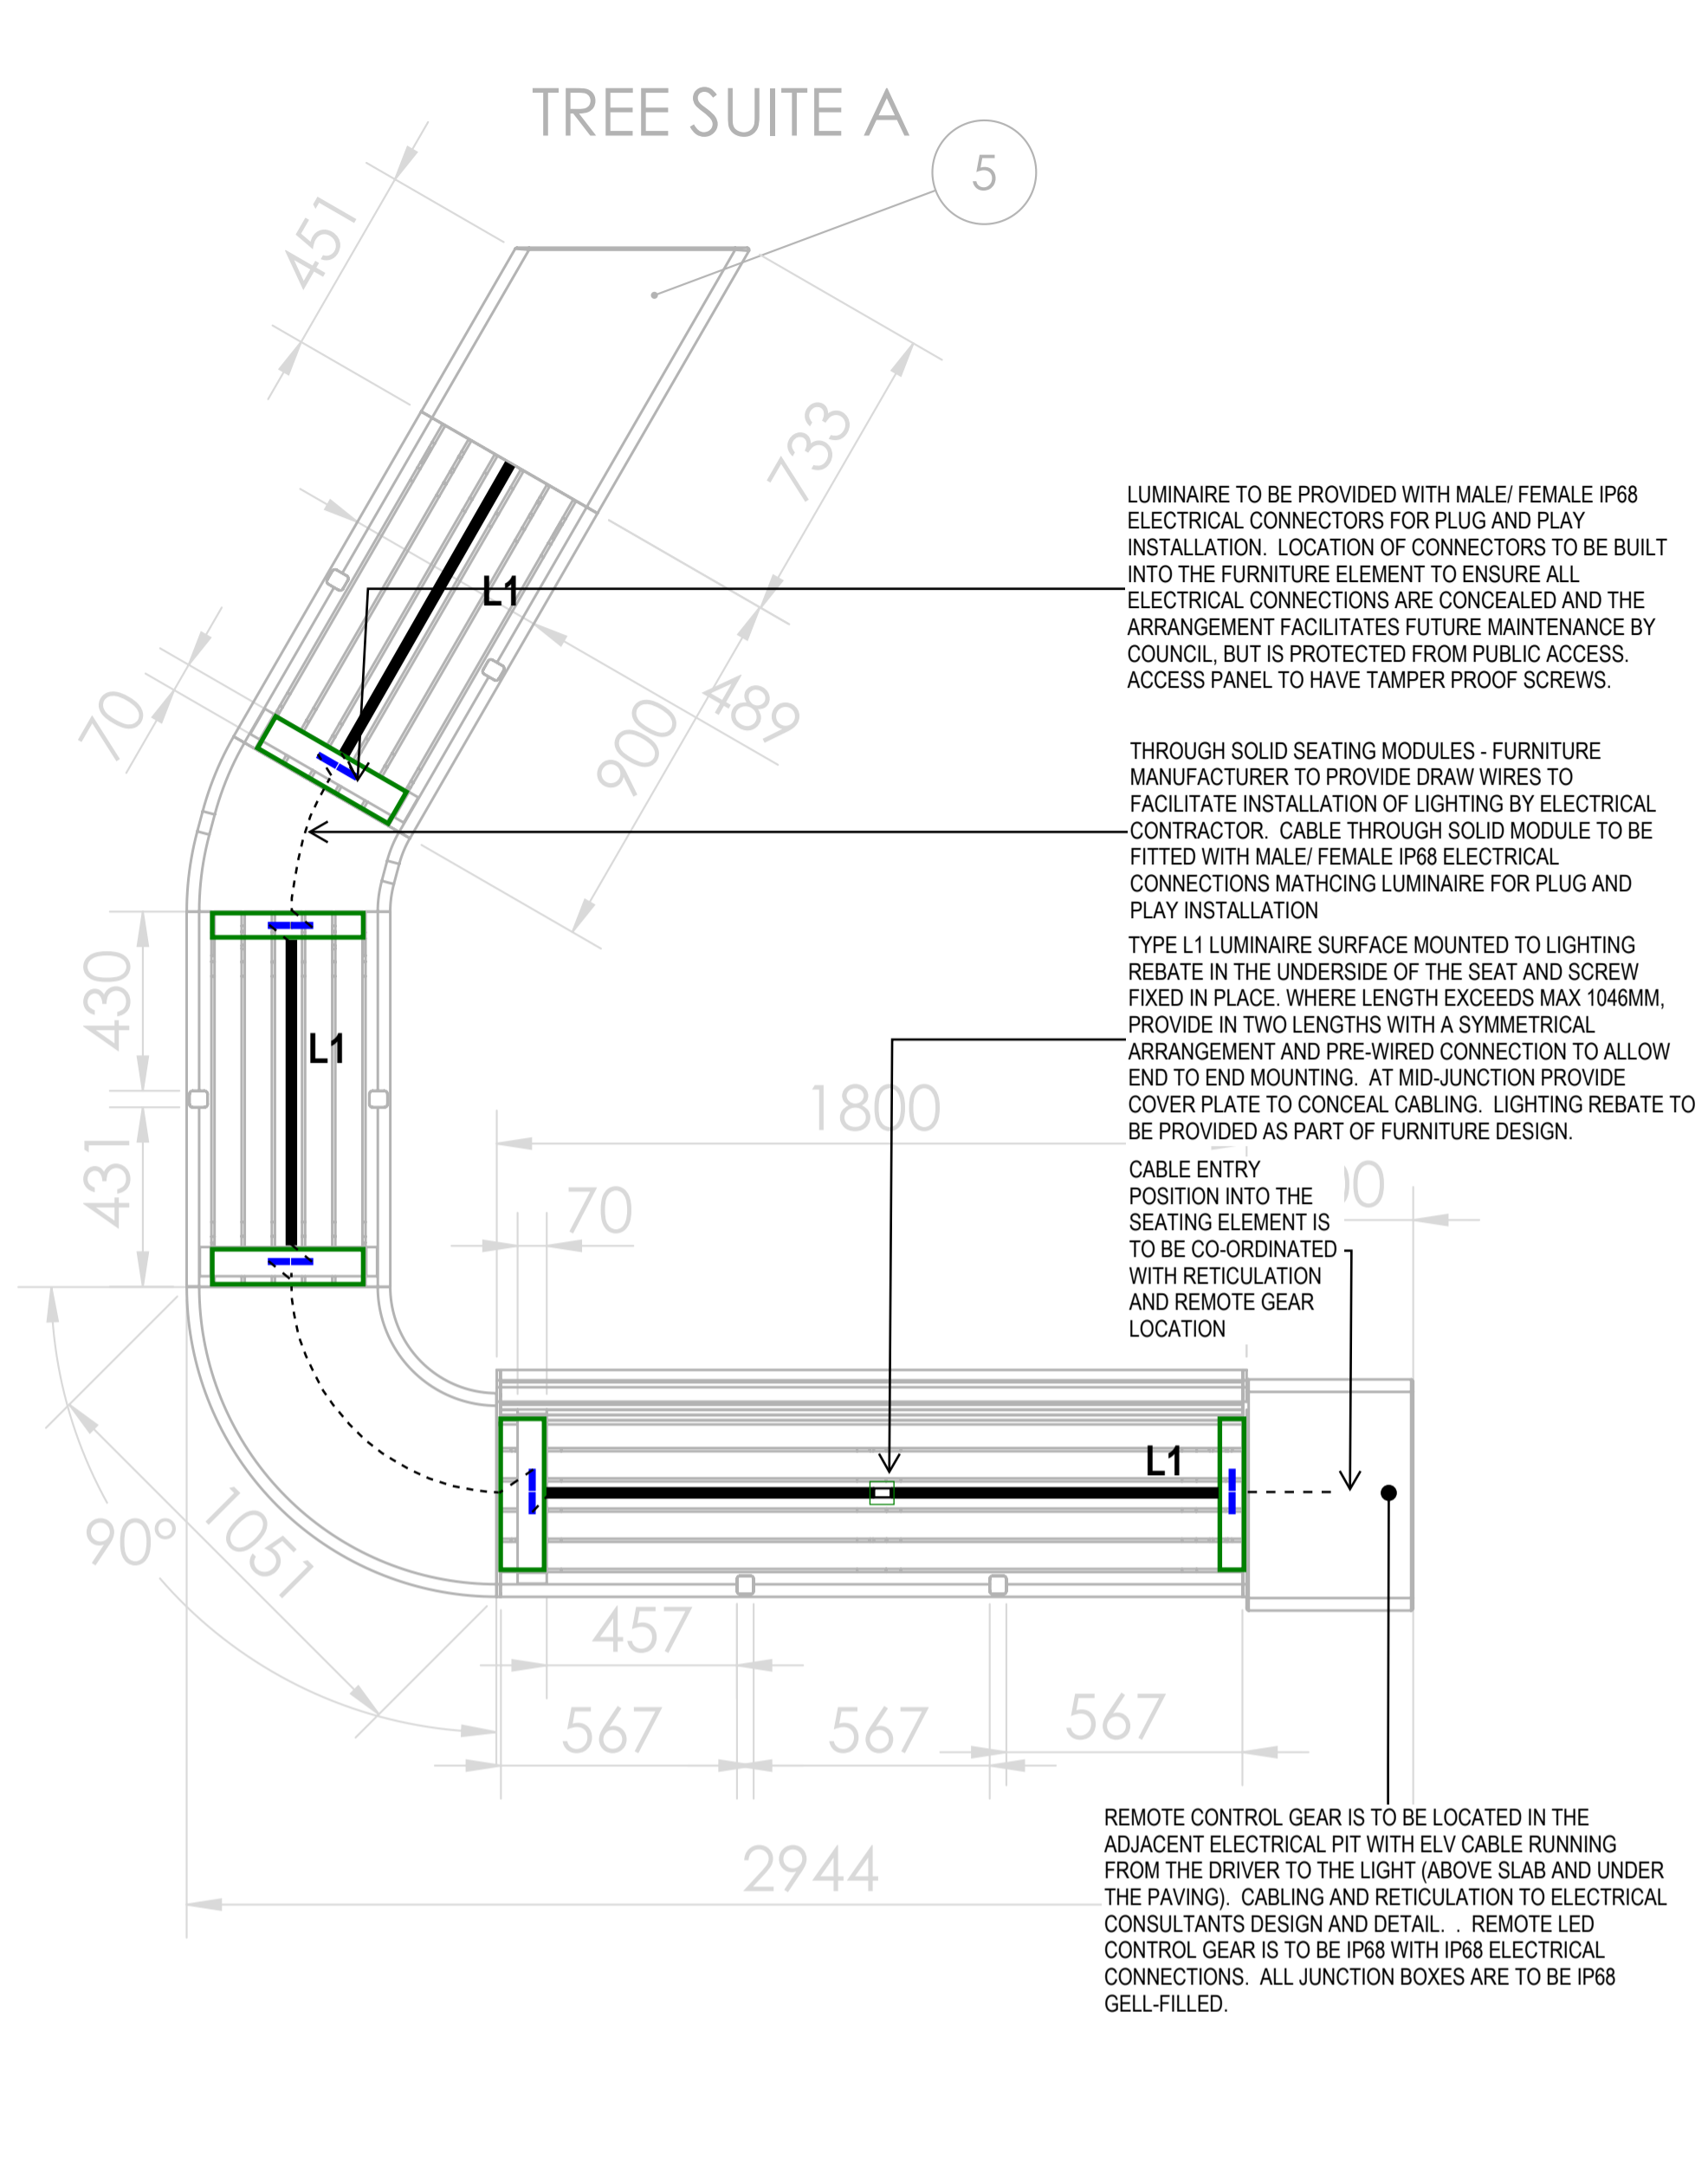 TREE SUITE A
5
451
733
LUMINAIRE TO BE PROVIDED WITH MALE/ FEMALE IP68
ELECTRICAL CONNECTORS FOR PLUG AND PLAY
INSTALLATION. LOCATION OF CONNECTORS TO BE BUILT
INTO THE FURNITURE ELEMENT TO ENSURE ALL
ELECTRICAL CONNECTIONS ARE CONCEALED AND THE
ARRANGEMENT FACILITATES FUTURE MAINTENANCE BY
COUNCIL, BUT IS PROTECTED FROM PUBLIC ACCESS.
ACCESS PANEL TO HAVE TAMPER PROOF SCREWS.
L1
70
489
900
THROUGH SOLID SEATING MODULES - FURNITURE
MANUFACTURER TO PROVIDE DRAW WIRES TO
FACILITATE INSTALLATION OF LIGHTING BY ELECTRICAL
CONTRACTOR. CABLE THROUGH SOLID MODULE TO BE
FITTED WITH MALE/ FEMALE IP68 ELECTRICAL
CONNECTIONS MATHCING LUMINAIRE FOR PLUG AND
PLAY INSTALLATION
TYPE L1 LUMINAIRE SURFACE MOUNTED TO LIGHTING
REBATE IN THE UNDERSIDE OF THE SEAT AND SCREW
FIXED IN PLACE. WHERE LENGTH EXCEEDS MAX 1046MM,
PROVIDE IN TWO LENGTHS WITH A SYMMETRICAL
ARRANGEMENT AND PRE-WIRED CONNECTION TO ALLOW
END TO END MOUNTING. AT MID-JUNCTION PROVIDE
COVER PLATE TO CONCEAL CABLING. LIGHTING REBATE TO
BE PROVIDED AS PART OF FURNITURE DESIGN.
430
L1
431
1800
70
CABLE ENTRY
POSITION INTO THE
SEATING ELEMENT IS
TO BE CO-ORDINATED
WITH RETICULATION
AND REMOTE GEAR
LOCATION
L1
90°
1051
457
567
567
567
2944
REMOTE CONTROL GEAR IS TO BE LOCATED IN THE
ADJACENT ELECTRICAL PIT WITH ELV CABLE RUNNING
FROM THE DRIVER TO THE LIGHT (ABOVE SLAB AND UNDER
THE PAVING). CABLING AND RETICULATION TO ELECTRICAL
CONSULTANTS DESIGN AND DETAIL. . REMOTE LED
CONTROL GEAR IS TO BE IP68 WITH IP68 ELECTRICAL
CONNECTIONS. ALL JUNCTION BOXES ARE TO BE IP68
GELL-FILLED.